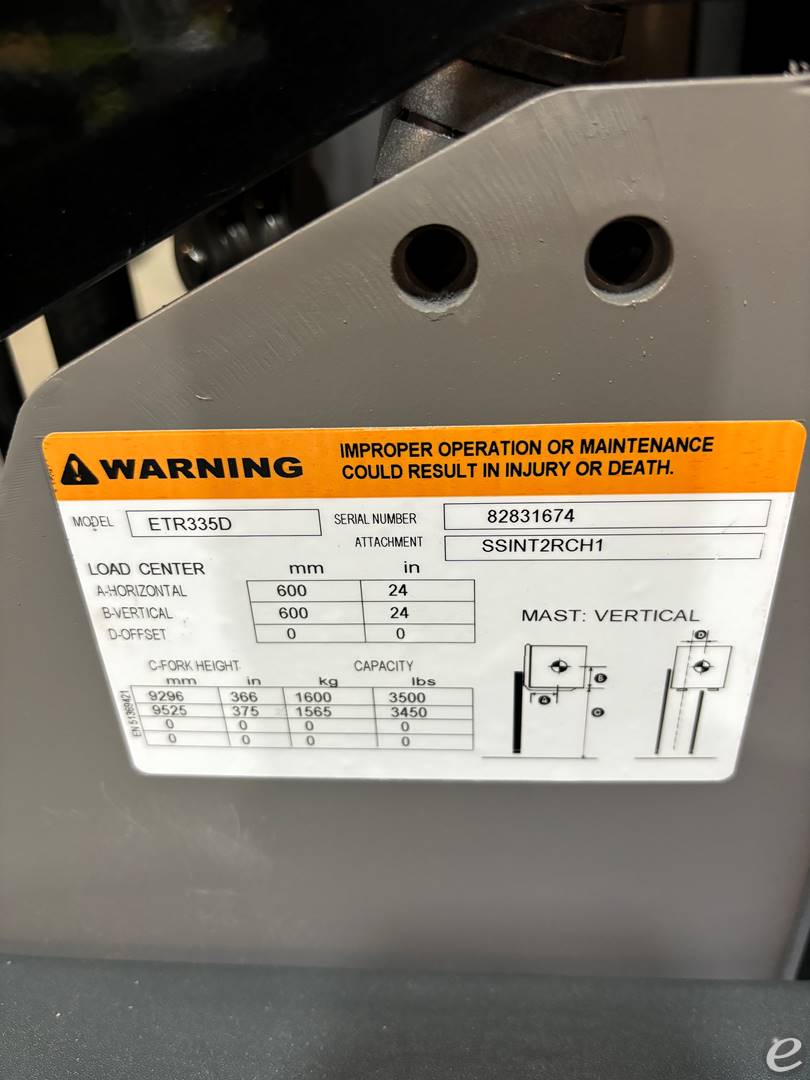 WARNING IMPROPER OPERATION OR MAINTENANCE
COULD RESULT IN INJURY OR DEATH.
MODEL ETR335D SERIAL NUMBER 82831674
ATTACHMENT SSINT2RCH1
LOAD CENTER mm in
A-HORIZONTAL 600 24
B-VERTICAL 600 24
D-OFFSET 0 0
MAST: VERTICAL
C-FORK HEIGHT CAPACITY
mm in kg lbs
9296 366 1600 3500
9525 375 1565 3450
0 0 0 0
0 0 0 0
EN 51369421
D
B
A
C
e